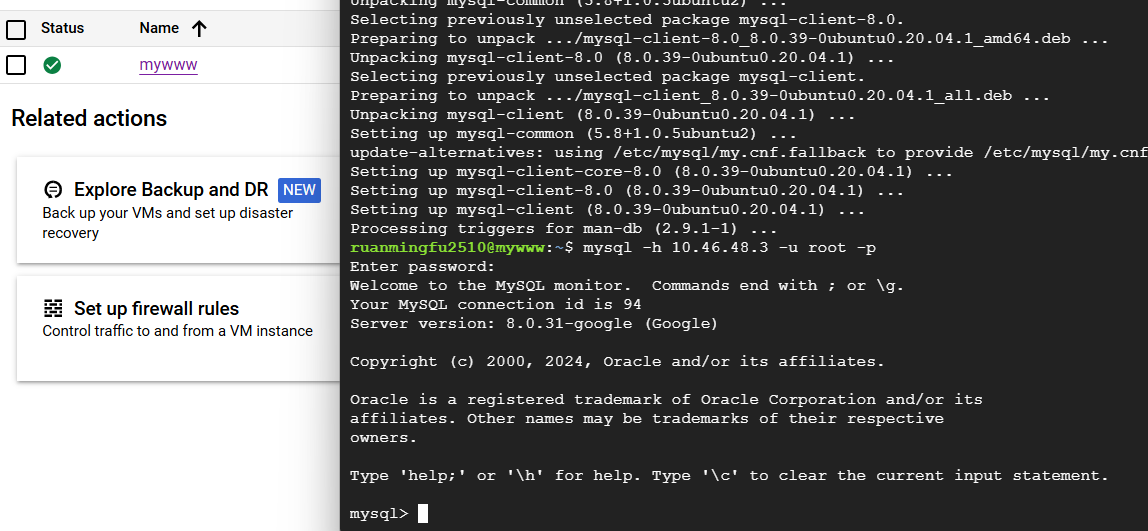 Status Name
mywww
Related actions
Explore Backup and DR NEW
Back up your VMs and set up disaster
recovery
Set up firewall rules
Control traffic to and from a VM instance
Unpacking mysql-common (5.8+1.0.5ubuntu2) ...
Selecting previously unselected package mysql-client-8.0.
Preparing to unpack .../mysql-client-8.0_8.0.39-0ubuntu0.20.04.1_amd64.deb ...
Unpacking mysql-client-8.0 (8.0.39-0ubuntu0.20.04.1) ...
Selecting previously unselected package mysql-client.
Preparing to unpack .../mysql-client_8.0.39-0ubuntu0.20.04.1_all.deb ...
Unpacking mysql-client (8.0.39-0ubuntu0.20.04.1) ...
Setting up mysql-common (5.8+1.0.5ubuntu2) ...
update-alternatives: using /etc/mysql/my.cnf.fallback to provide /etc/mysql/my.cnf
Setting up mysql-client-core-8.0 (8.0.39-0ubuntu0.20.04.1) ...
Setting up mysql-client-8.0 (8.0.39-0ubuntu0.20.04.1) ...
Setting up mysql-client (8.0.39-0ubuntu0.20.04.1) ...
Processing triggers for man-db (2.9.1-1) ...
ruanmingfu2510@mywww:~$ mysql -h 10.46.48.3 -u root -p
Enter password:
Welcome to the MySQL monitor.  Commands end with ; or \g.
Your MySQL connection id is 94
Server version: 8.0.31-google (Google)
Copyright (c) 2000, 2024, Oracle and/or its affiliates.
Oracle is a registered trademark of Oracle Corporation and/or its
affiliates. Other names may be trademarks of their respective
owners.
Type 'help;' or '\h' for help. Type '\c' to clear the current input statement.
mysql>